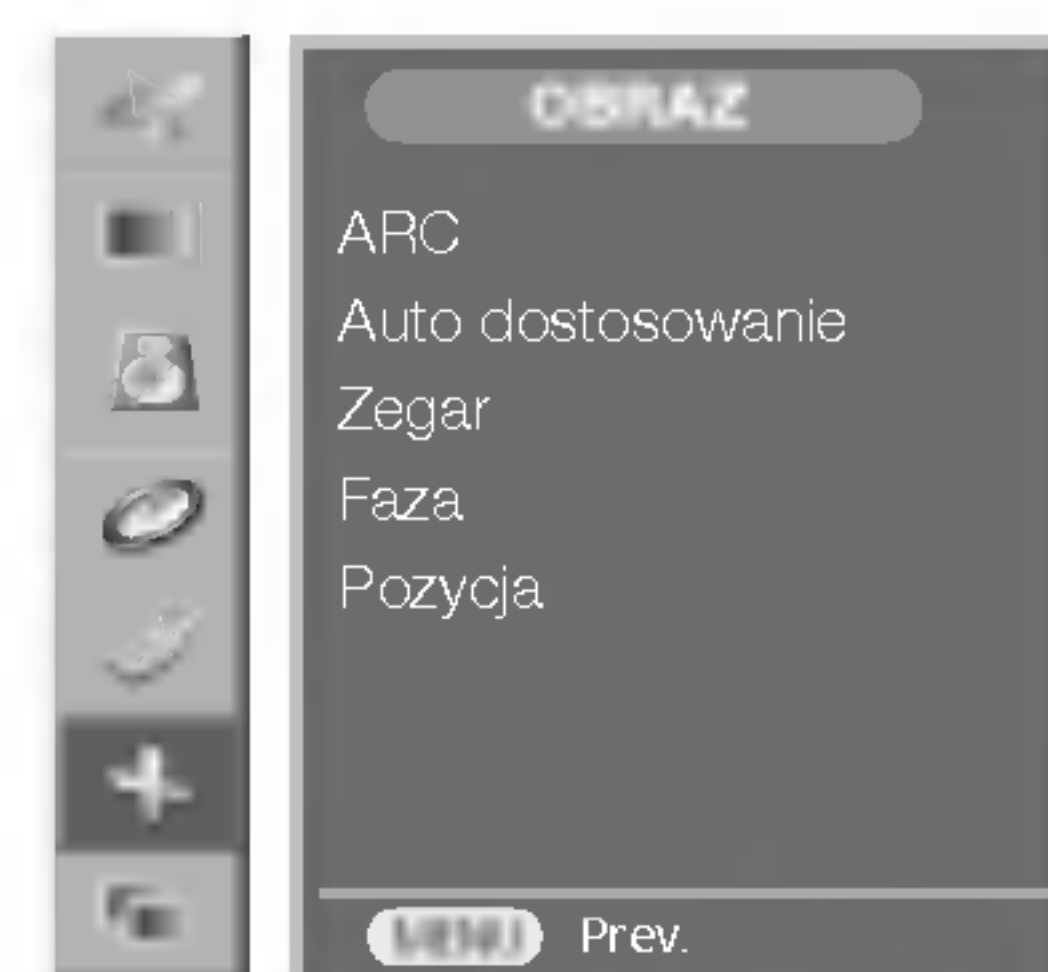 OBRAZ
ARC
Auto dostosowanie
Zegar
Faza
Pozycja
MENU Prev.